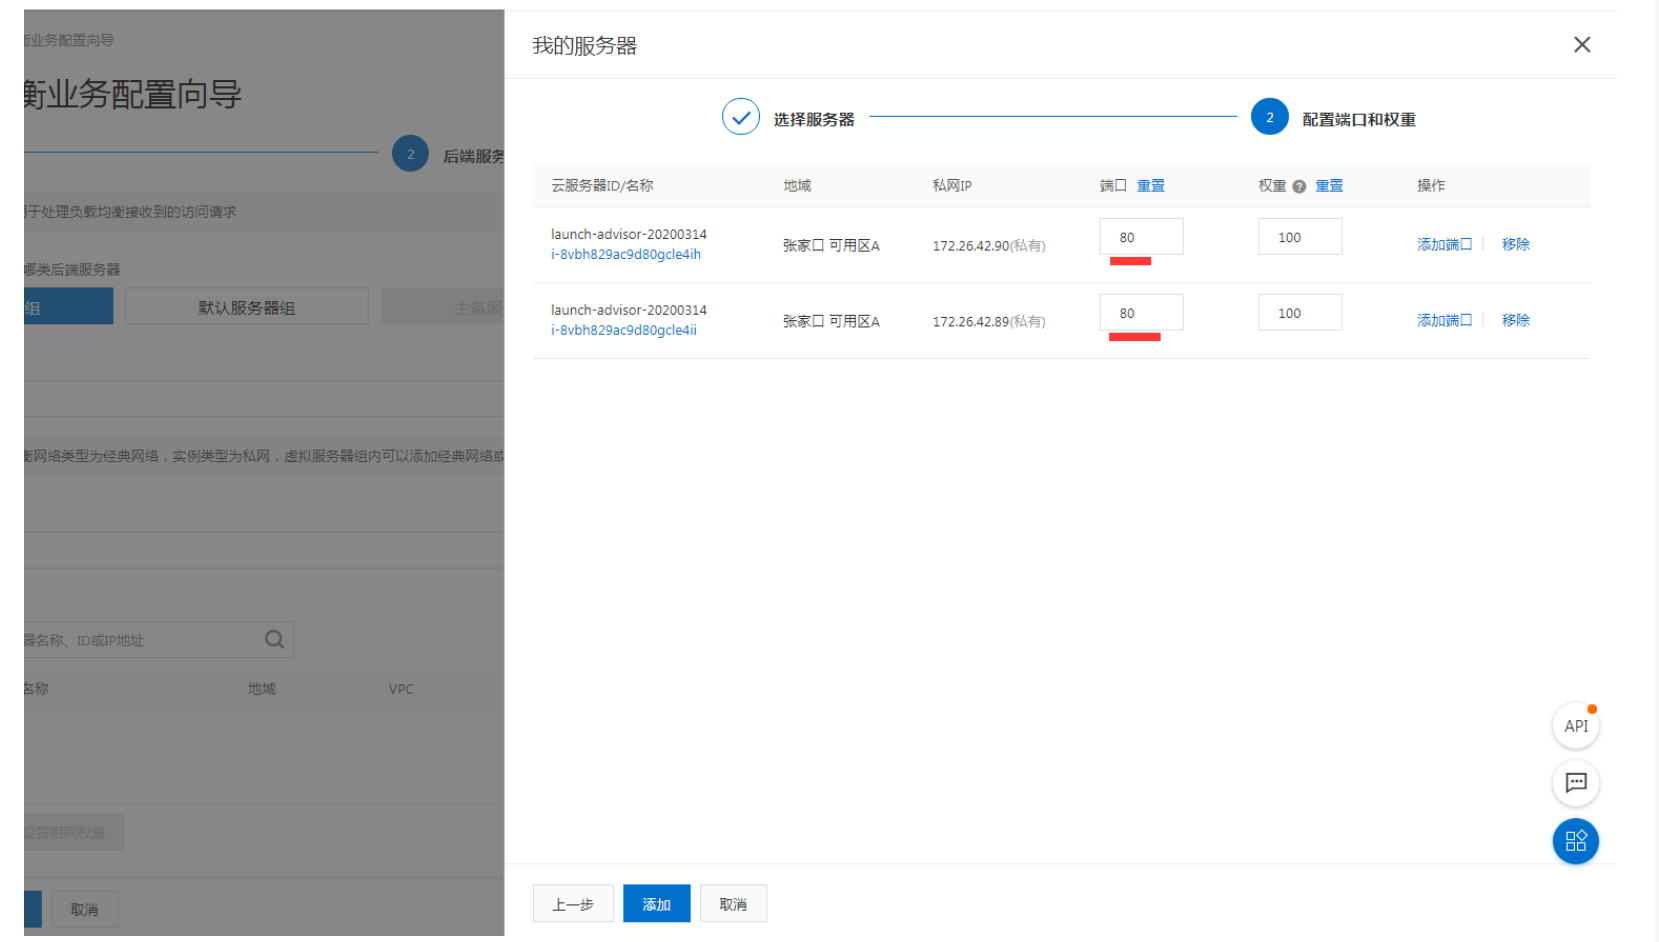 衡业务配置向导
衡业务配置向导
2 后端服务
用于处理负载均衡接收到的访问请求
哪类后端服务器
组 默认服务器组 主备服
衡网络类型为经典网络，实例类型为私网，虚拟服务器组内可以添加经典网络或
器名称、ID或IP地址
名称 地域 VPC
设置相同权重
取消
我的服务器
选择服务器 2 配置端口和权重
云服务器ID/名称 地域 私网IP 端口 重置 权重 重置 操作
launch-advisor-20200314
i-8vbh829ac9d80gcle4ih
张家口 可用区A 172.26.42.90(私有) 80 100 添加端口 移除
launch-advisor-20200314
i-8vbh829ac9d80gcle4ii
张家口 可用区A 172.26.42.89(私有) 80 100 添加端口 移除
API
上一步 添加 取消